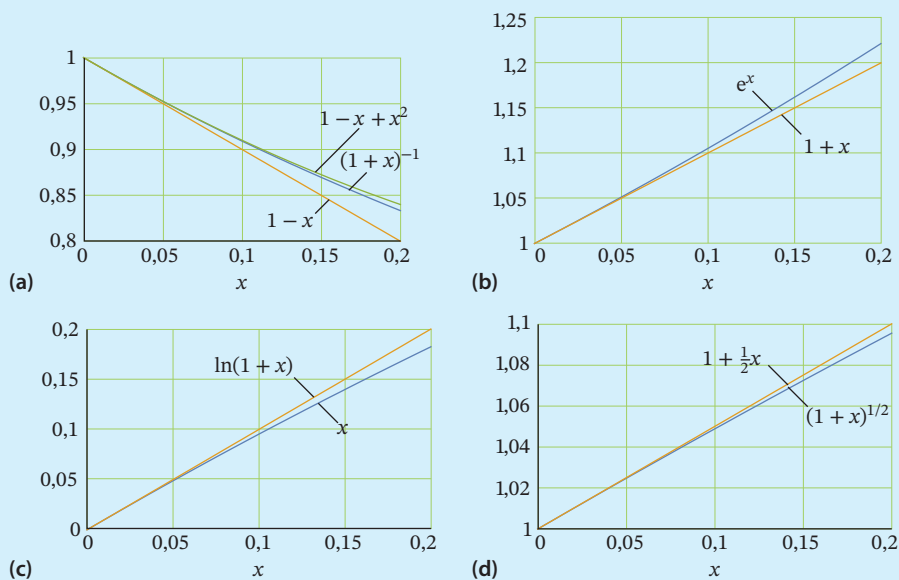 1
0,95
0,9
0,85
0,8
0
0,05
0,1
0,15
0,2
1 − x + x²
(1 + x)⁻¹
1 − x
x
(a)
1,25
1,2
1,15
1,1
1,05
1
0
0,05
0,1
0,15
0,2
eˣ
1 + x
x
(b)
0,2
0,15
0,1
0,05
0
0
0,05
0,1
0,15
0,2
ln(1 + x)
x
x
(c)
1,1
1,08
1,06
1,04
1,02
1
0
0,05
0,1
0,15
0,2
1 + ½x
(1 + x)^{1/2}
x
(d)